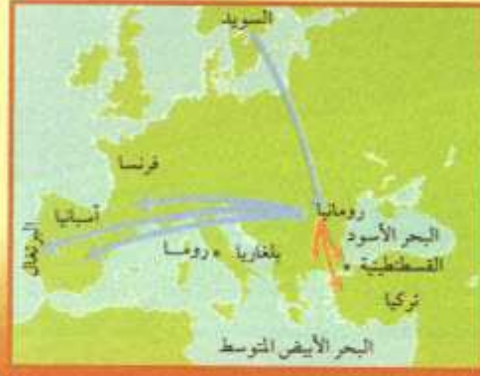 السويد
فرنسا
رومانيا
أسبانيا
البرتغال
البحر الأسود
بلغاريا
روما
القسطنطينية
تركيا
البحر الأبيض المتوسط